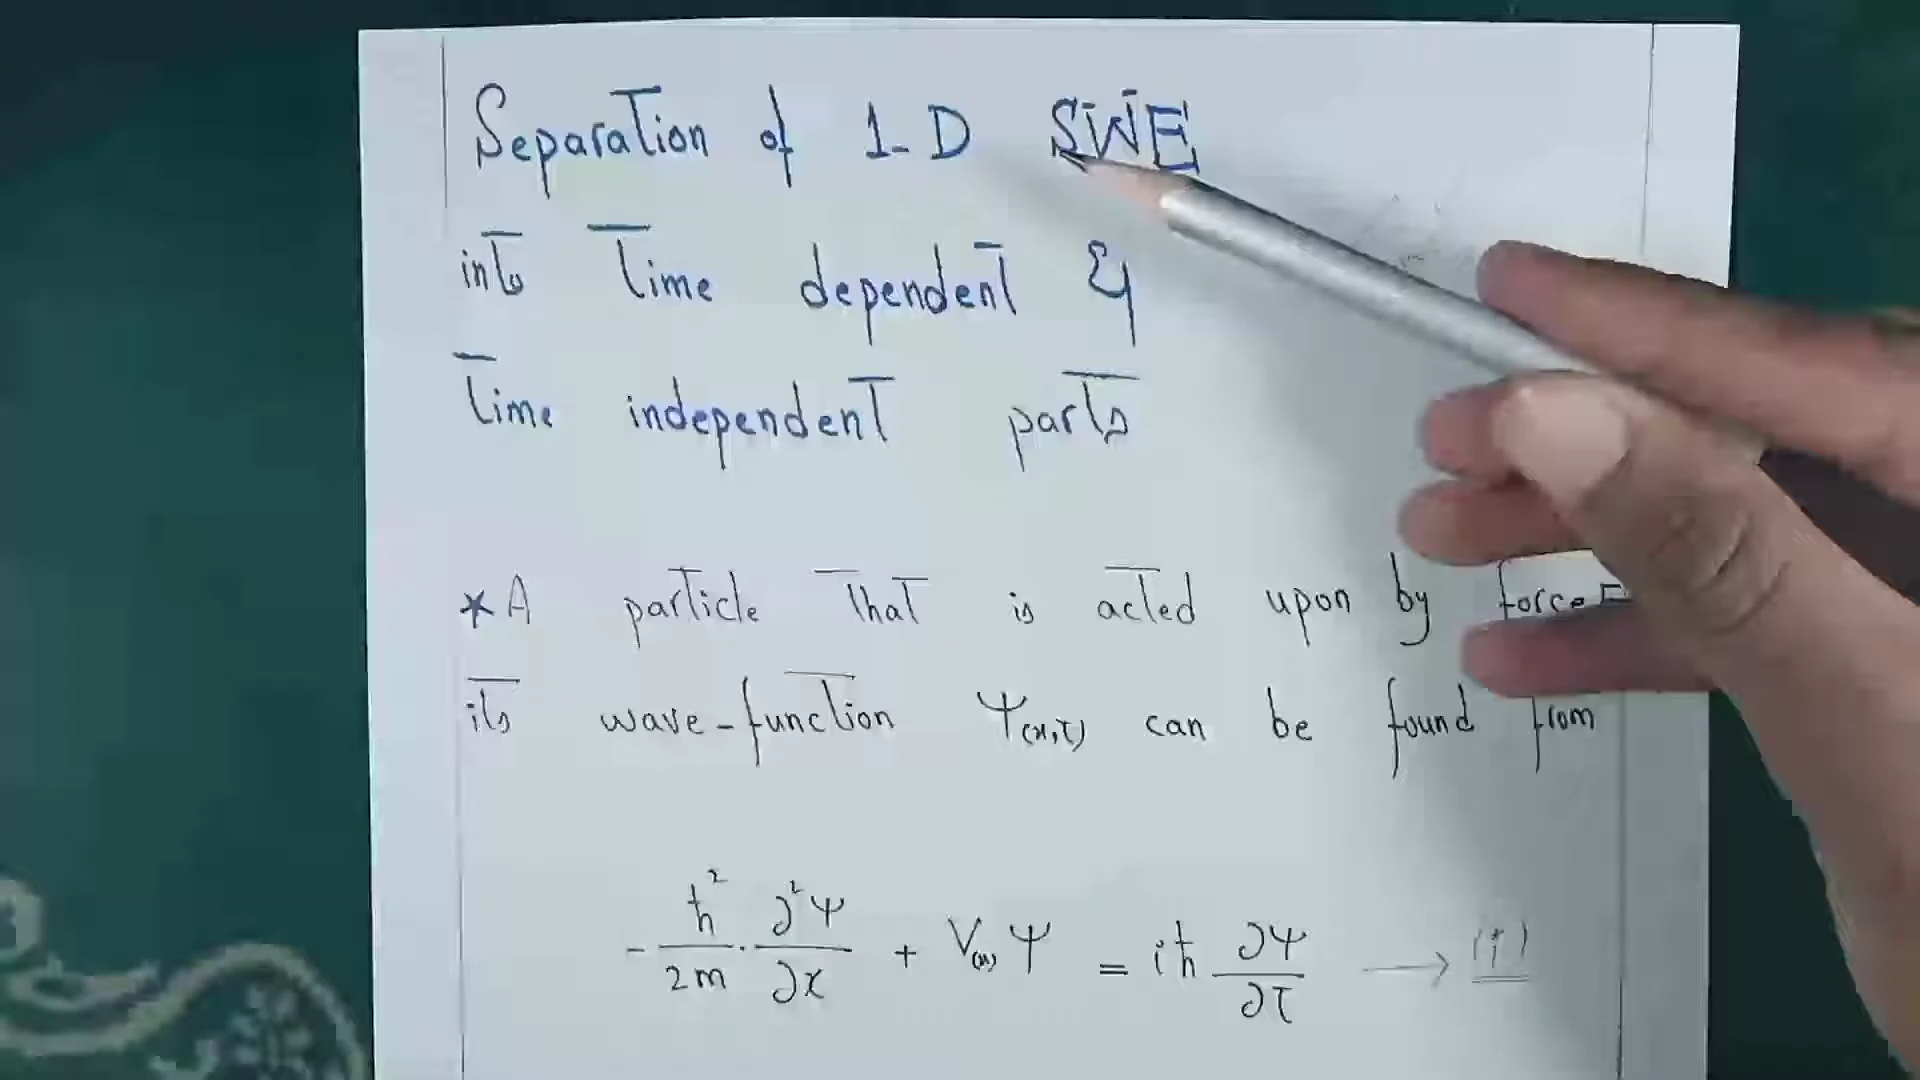 Separation of 1-D SWE
into Time dependent &
Time independent parts
* A particle that is acted upon by force F
its wave-function Ψ(x,t) can be found from
- ħ²/2m · ∂²Ψ/∂x + V(x) Ψ = iħ ∂Ψ/∂t → (1)